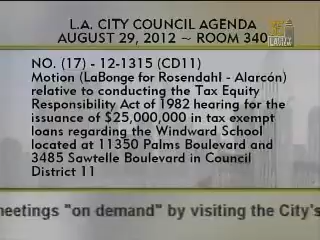 L.A. CITY COUNCIL AGENDA
AUGUST 29, 2012 ~ ROOM 340
NO. (17) - 12-1315 (CD11)
Motion (LaBonge for Rosendahl - Alarcón)
relative to conducting the Tax Equity
Responsibility Act of 1982 hearing for the
issuance of $25,000,000 in tax exempt
loans regarding the Windward School
located at 11350 Palms Boulevard and
3485 Sawtelle Boulevard in Council
District 11
meetings "on demand" by visiting the City's